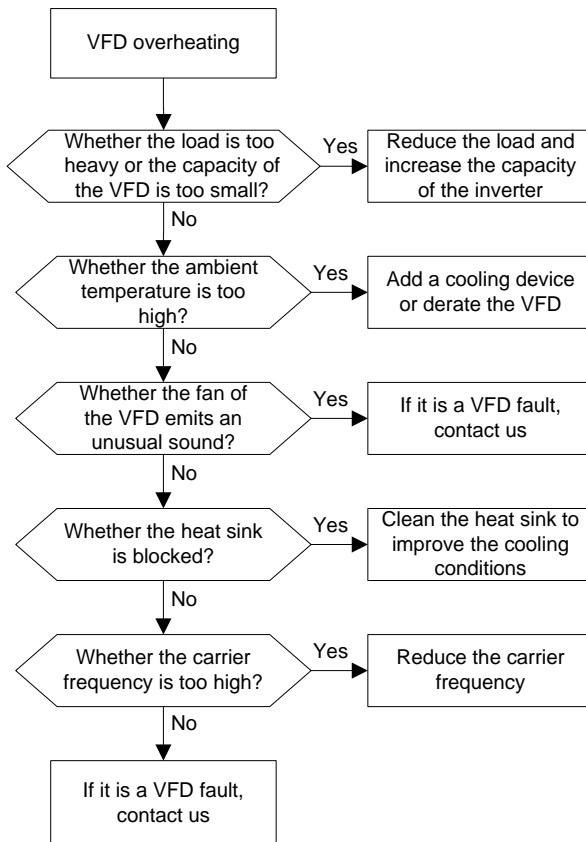 VFD overheating
Whether the load is too
heavy or the capacity of
the VFD is too small?
Yes
Reduce the load and
increase the capacity
of the inverter
No
Whether the ambient
temperature is too
high?
Yes
Add a cooling device
or derate the VFD
No
Whether the fan of
the VFD emits an
unusual sound?
Yes
If it is a VFD fault,
contact us
No
Whether the heat sink
is blocked?
Yes
Clean the heat sink to
improve the cooling
conditions
No
Whether the carrier
frequency is too high?
Yes
Reduce the carrier
frequency
No
If it is a VFD fault,
contact us